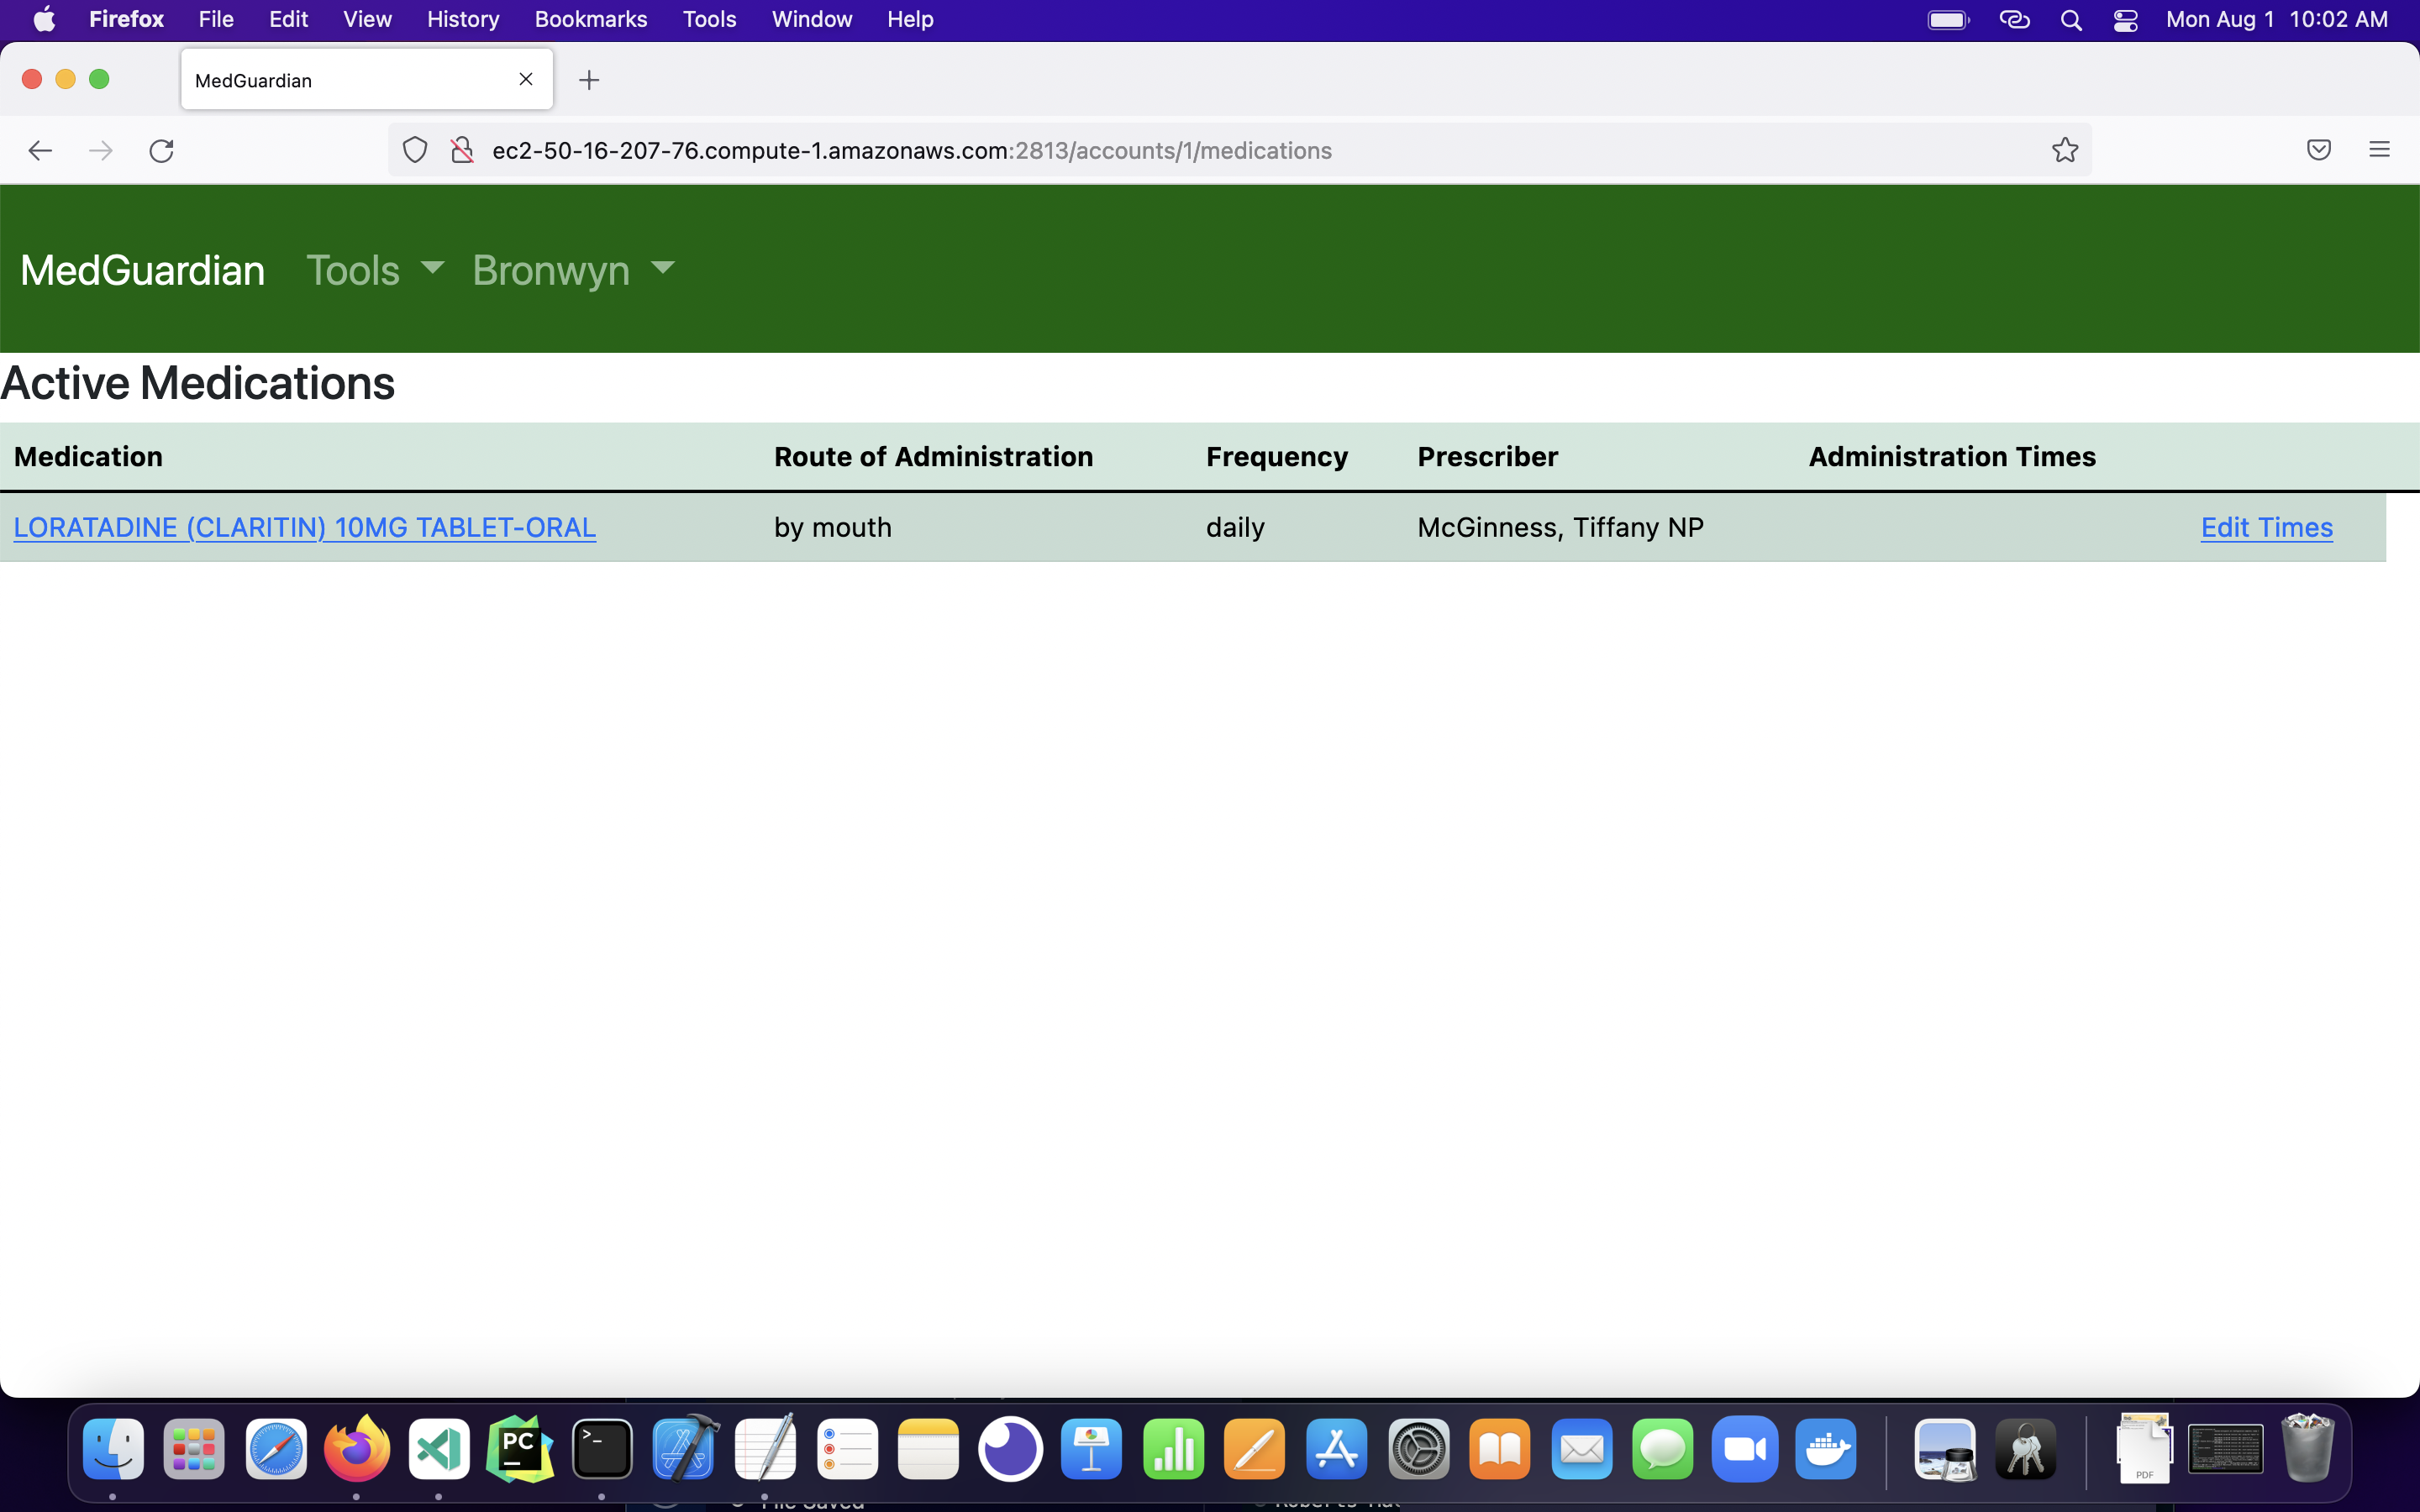 Firefox File Edit View History Bookmarks Tools Window Help Mon Aug 1 10:02 AM
MedGuardian
ec2-50-16-207-76.compute-1.amazonaws.com:2813/accounts/1/medications
MedGuardian Tools Bronwyn
Active Medications
Medication Route of Administration Frequency Prescriber Administration Times
LORATADINE (CLARITIN) 10MG TABLET-ORAL by mouth daily McGinness, Tiffany NP Edit Times
PC
>_
PDF
File Saved